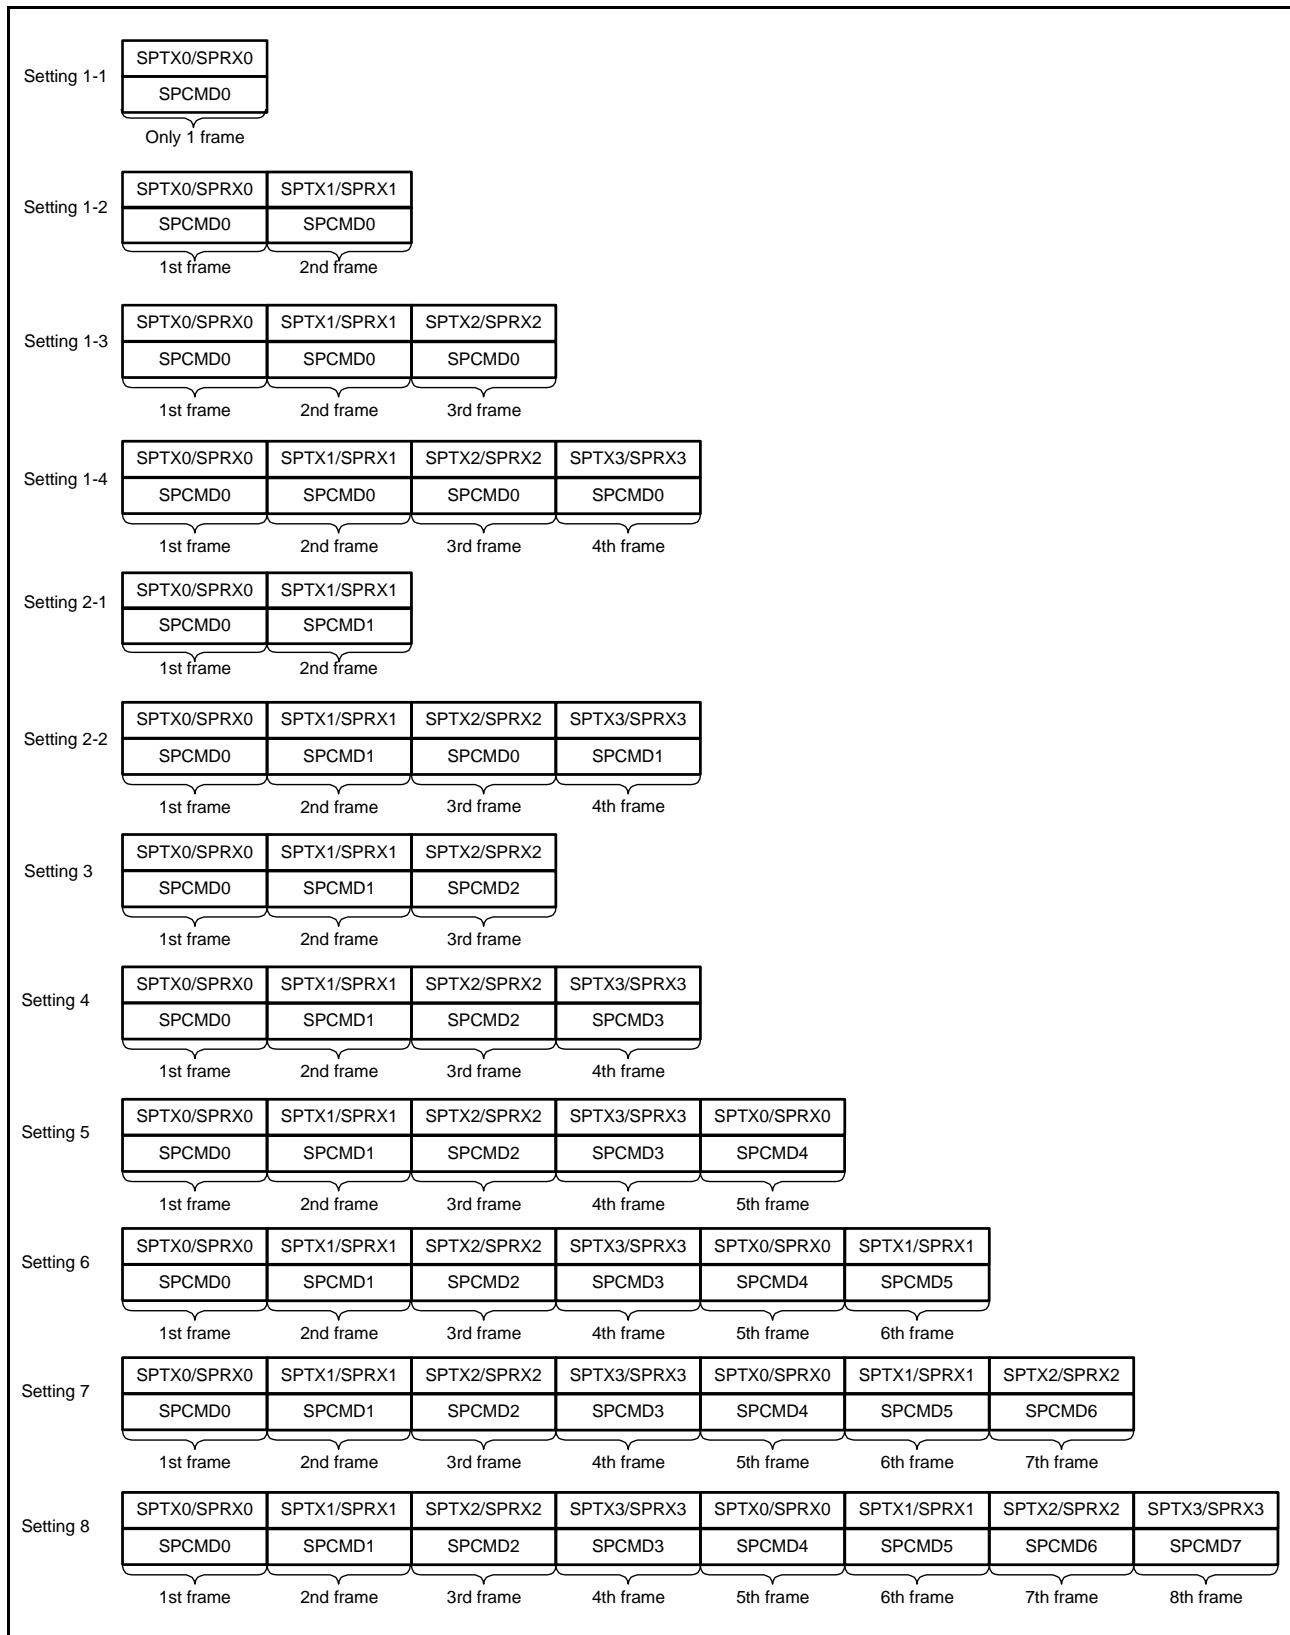 SPTX0/SPRX0
Setting 1-1
SPCMD0
Only 1 frame
SPTX0/SPRX0 SPTX1/SPRX1
Setting 1-2
SPCMD0 SPCMD0
1st frame 2nd frame
SPTX0/SPRX0 SPTX1/SPRX1 SPTX2/SPRX2
Setting 1-3
SPCMD0 SPCMD0 SPCMD0
1st frame 2nd frame 3rd frame
SPTX0/SPRX0 SPTX1/SPRX1 SPTX2/SPRX2 SPTX3/SPRX3
Setting 1-4
SPCMD0 SPCMD0 SPCMD0 SPCMD0
1st frame 2nd frame 3rd frame 4th frame
SPTX0/SPRX0 SPTX1/SPRX1
Setting 2-1
SPCMD0 SPCMD1
1st frame 2nd frame
SPTX0/SPRX0 SPTX1/SPRX1 SPTX2/SPRX2 SPTX3/SPRX3
Setting 2-2
SPCMD0 SPCMD1 SPCMD0 SPCMD1
1st frame 2nd frame 3rd frame 4th frame
SPTX0/SPRX0 SPTX1/SPRX1 SPTX2/SPRX2
Setting 3
SPCMD0 SPCMD1 SPCMD2
1st frame 2nd frame 3rd frame
SPTX0/SPRX0 SPTX1/SPRX1 SPTX2/SPRX2 SPTX3/SPRX3
Setting 4
SPCMD0 SPCMD1 SPCMD2 SPCMD3
1st frame 2nd frame 3rd frame 4th frame
SPTX0/SPRX0 SPTX1/SPRX1 SPTX2/SPRX2 SPTX3/SPRX3 SPTX0/SPRX0
Setting 5
SPCMD0 SPCMD1 SPCMD2 SPCMD3 SPCMD4
1st frame 2nd frame 3rd frame 4th frame 5th frame
SPTX0/SPRX0 SPTX1/SPRX1 SPTX2/SPRX2 SPTX3/SPRX3 SPTX0/SPRX0 SPTX1/SPRX1
Setting 6
SPCMD0 SPCMD1 SPCMD2 SPCMD3 SPCMD4 SPCMD5
1st frame 2nd frame 3rd frame 4th frame 5th frame 6th frame
SPTX0/SPRX0 SPTX1/SPRX1 SPTX2/SPRX2 SPTX3/SPRX3 SPTX0/SPRX0 SPTX1/SPRX1 SPTX2/SPRX2
Setting 7
SPCMD0 SPCMD1 SPCMD2 SPCMD3 SPCMD4 SPCMD5 SPCMD6
1st frame 2nd frame 3rd frame 4th frame 5th frame 6th frame 7th frame
SPTX0/SPRX0 SPTX1/SPRX1 SPTX2/SPRX2 SPTX3/SPRX3 SPTX0/SPRX0 SPTX1/SPRX1 SPTX2/SPRX2 SPTX3/SPRX3
Setting 8
SPCMD0 SPCMD1 SPCMD2 SPCMD3 SPCMD4 SPCMD5 SPCMD6 SPCMD7
1st frame 2nd frame 3rd frame 4th frame 5th frame 6th frame 7th frame 8th frame